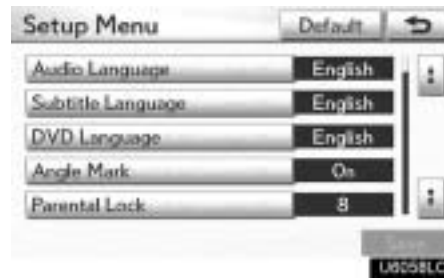 Setup Menu Default
Audio Language English
Subtitle Language English
DVD Language English
Angle Mark On
Parental Lock 8
Save
U6058LC